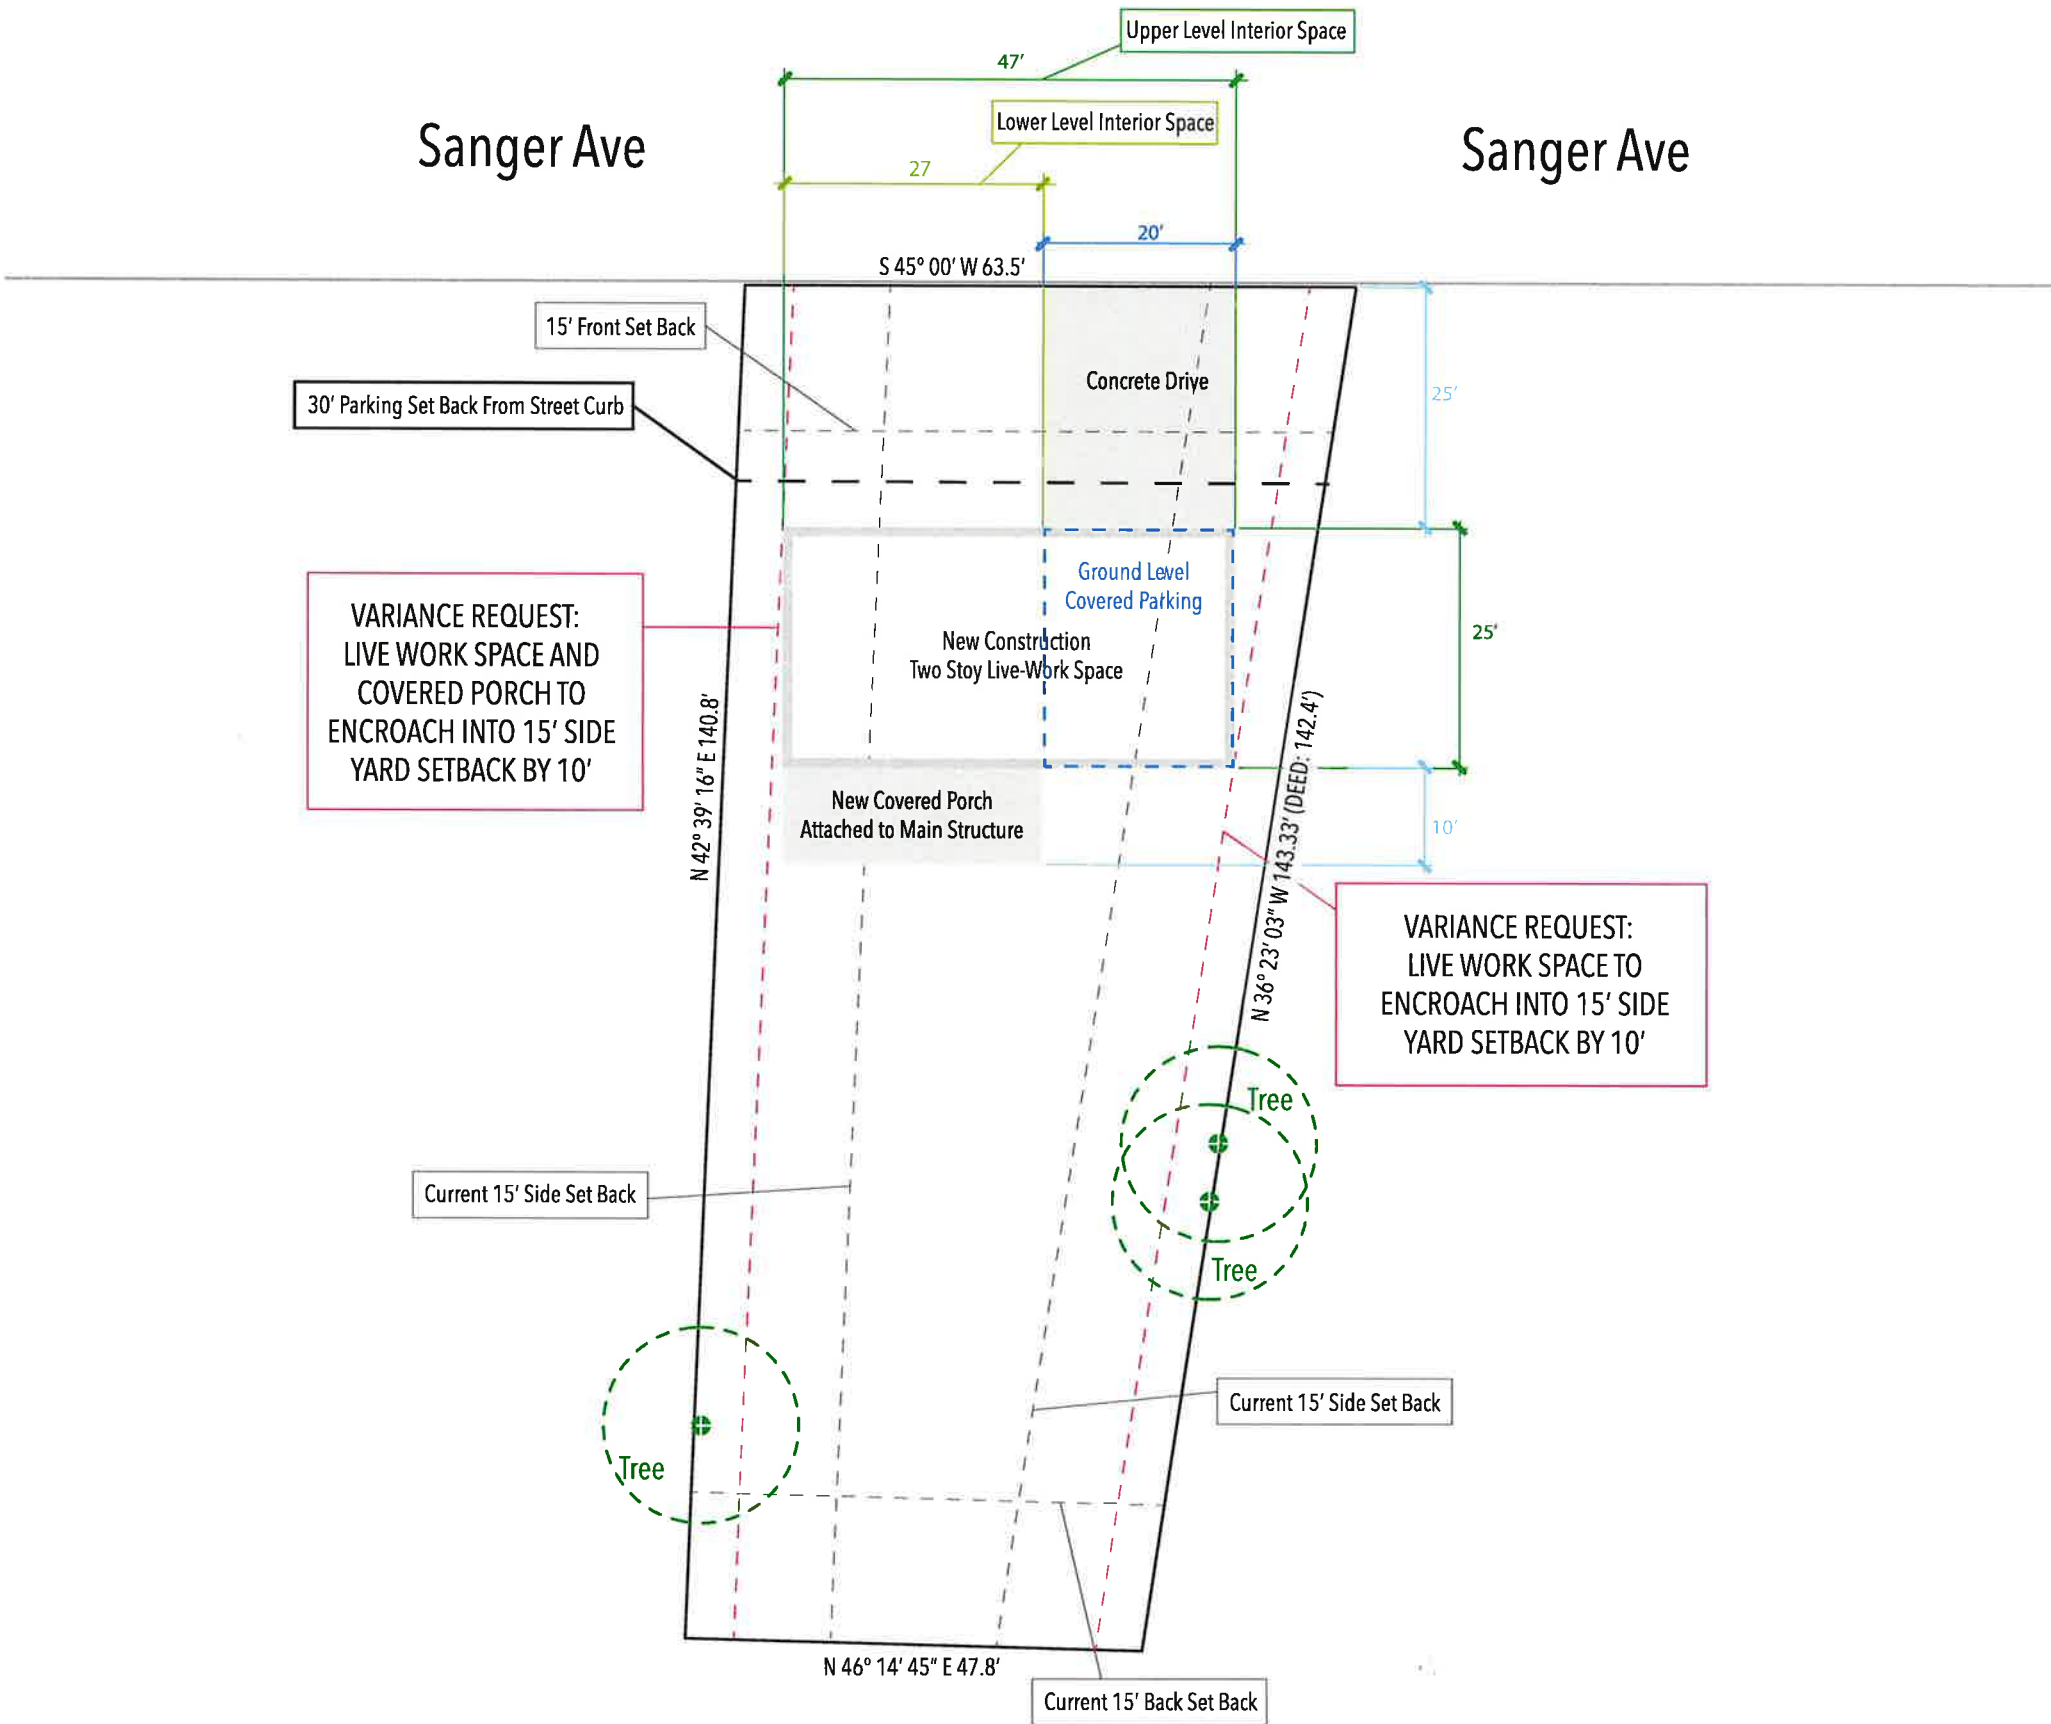 Upper Level Interior Space
47'
Lower Level Interior Space
Sanger Ave
Sanger Ave
27
20'
S 45° 00' W 63.5'
15' Front Set Back
Concrete Drive
25'
30' Parking Set Back From Street Curb
Ground Level
Covered Parking
VARIANCE REQUEST:
LIVE WORK SPACE AND
COVERED PORCH TO
ENCROACH INTO 15' SIDE
YARD SETBACK BY 10'
New Construction
Two Stoy Live-Work Space
25'
N 42° 39' 16" E 140.8'
N 36° 23' 03" W 143.33' (DEED: 142.4')
New Covered Porch
Attached to Main Structure
10'
VARIANCE REQUEST:
LIVE WORK SPACE TO
ENCROACH INTO 15' SIDE
YARD SETBACK BY 10'
Tree
Current 15' Side Set Back
Tree
Current 15' Side Set Back
Tree
N 46° 14' 45" E 47.8'
Current 15' Back Set Back